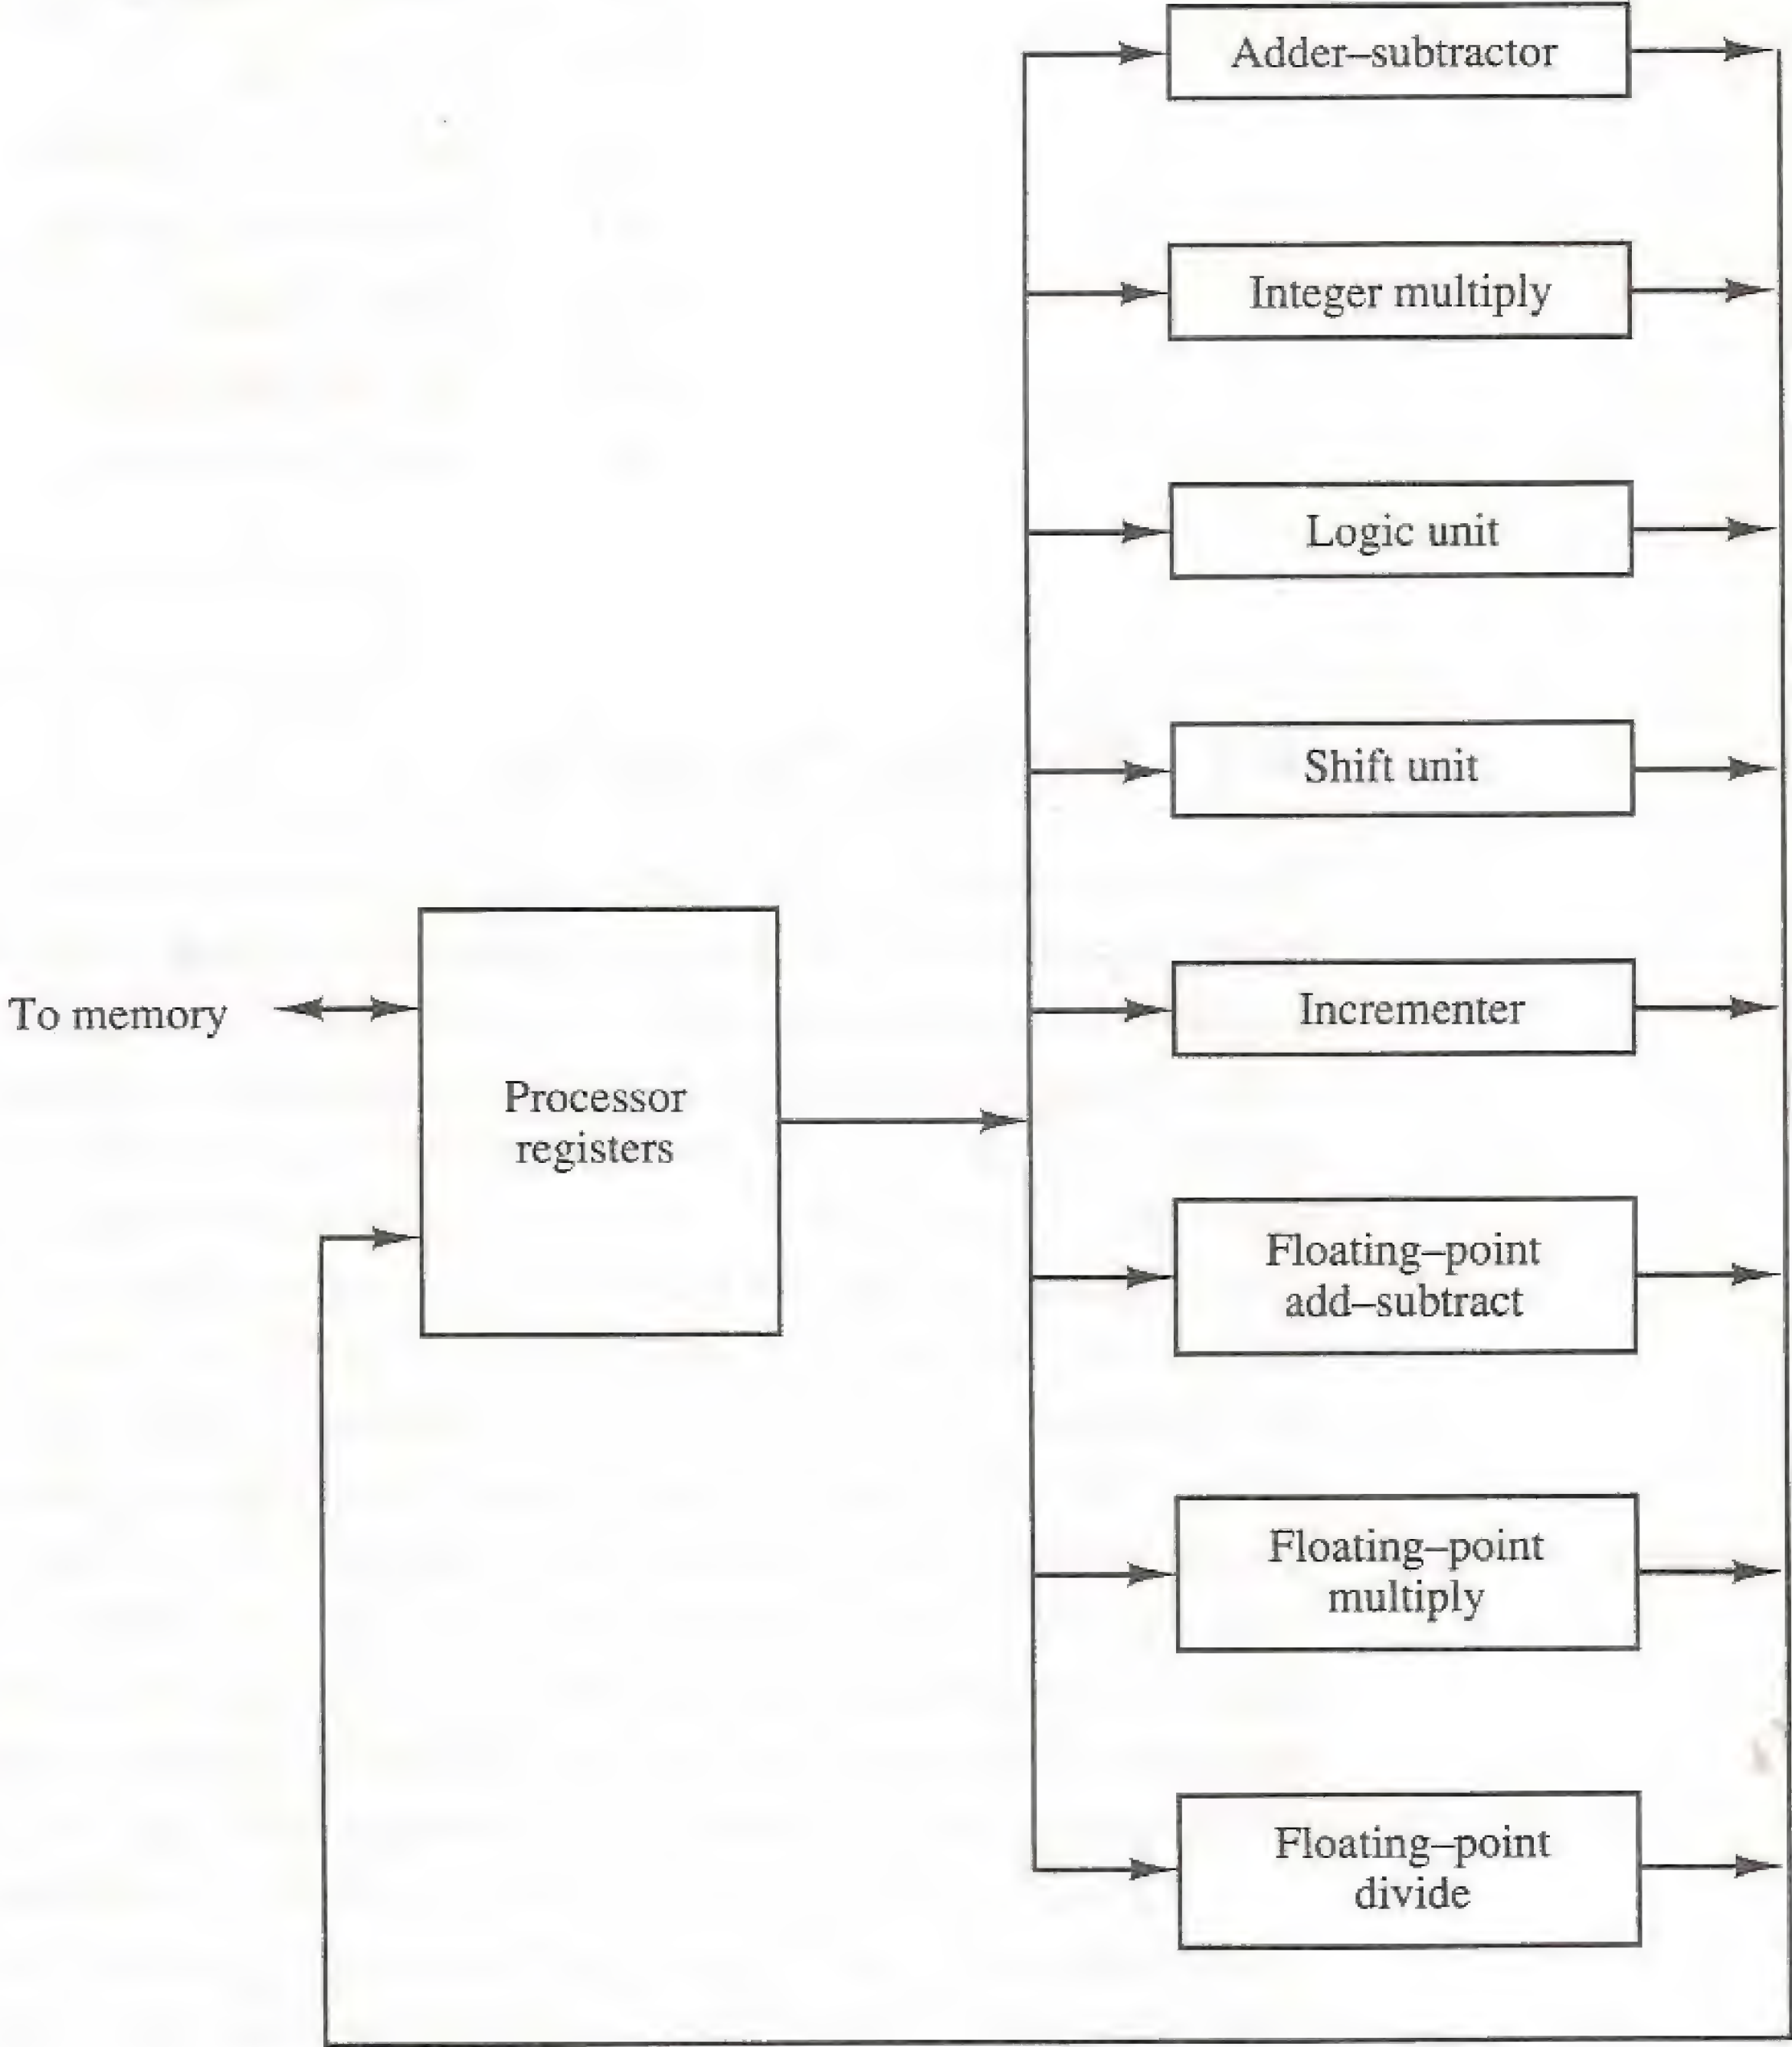 Adder–subtractor
Integer multiply
Logic unit
Shift unit
Incrementer
To memory
Processor
registers
Floating–point
add–subtract
Floating–point
multiply
Floating–point
divide